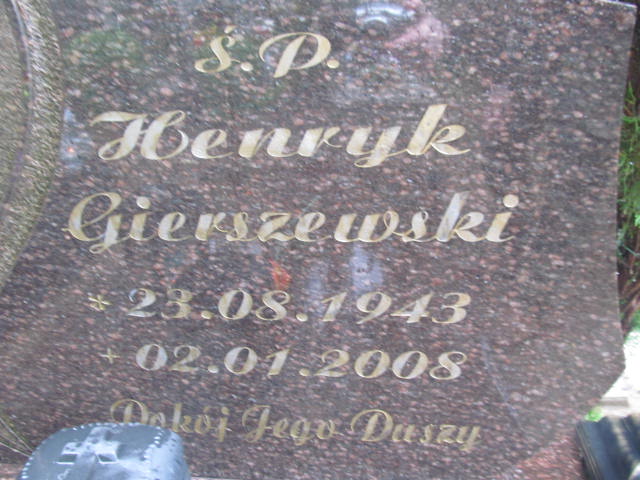 Ś.P.
Henryk
Gierszewski
* 23.08.1943
+ 02.01.2008
Pokój Jego Duszy